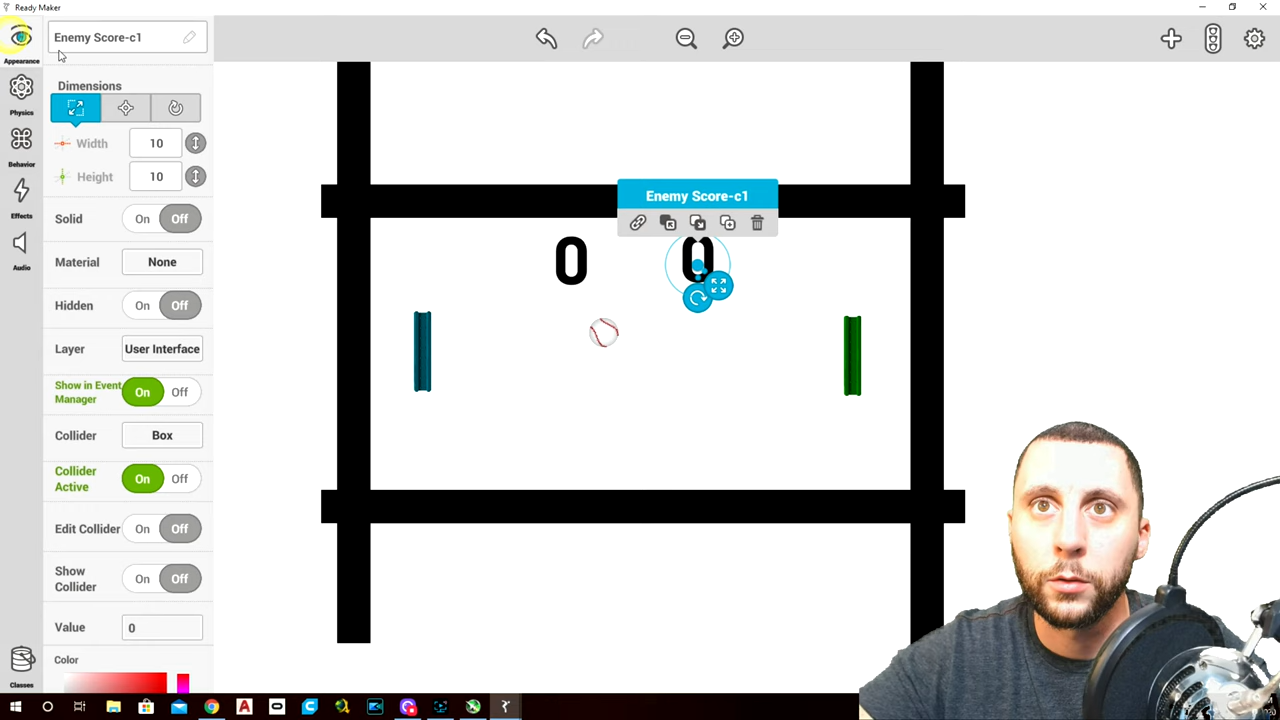 Ready Maker
Appearance
Enemy Score-c1
Physics
Behavior
Effects
Audio
Classes
Dimensions
Width 10
Height 10
Solid On Off
Material None
Hidden On Off
Layer User Interface
Show in Event
Manager On Off
Collider Box
Collider
Active On Off
Edit Collider On Off
Show
Collider On Off
Value 0
Color
Enemy Score-c1
0 0